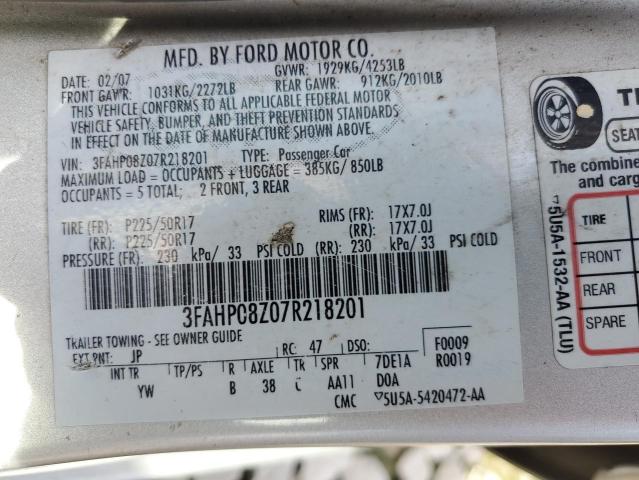 MFD. BY FORD MOTOR CO.
DATE: 02/07 GVWR: 1929KG/4253LB
FRONT GAWR: 1031KG/2272LB REAR GAWR: 912KG/2010LB
THIS VEHICLE CONFORMS TO ALL APPLICABLE FEDERAL MOTOR
VEHICLE SAFETY, BUMPER, AND THEFT PREVENTION STANDARDS
IN EFFECT ON THE DATE OF MANUFACTURE SHOWN ABOVE.
VIN: 3FAHP08Z07R218201 TYPE: Passenger Car
MAXIMUM LOAD = OCCUPANTS + LUGGAGE = 385KG/850LB
OCCUPANTS = 5 TOTAL; 2 FRONT, 3 REAR
TIRE (FR): P225/50R17 RIMS (FR): 17X7.0J
(RR): P225/50R17 (RR): 17X7.0J
PRESSURE (FR): 230 kPa/ 33 PSI COLD (RR): 230 kPa/ 33 PSI COLD
3FAHP08Z07R218201
TRAILER TOWING - SEE OWNER GUIDE
EXT PNT: JP RC: 47 DSO: F0009
INT TR TP/PS R AXLE TR SPR 7DE1A R0019
YW B 38 AA11 DOA
CMC ▽5U5A-5420472-AA
SEAT
The combine
and carg
TIRE
FRONT
REAR
SPARE
▽5U5A-1532-AA (TLU)